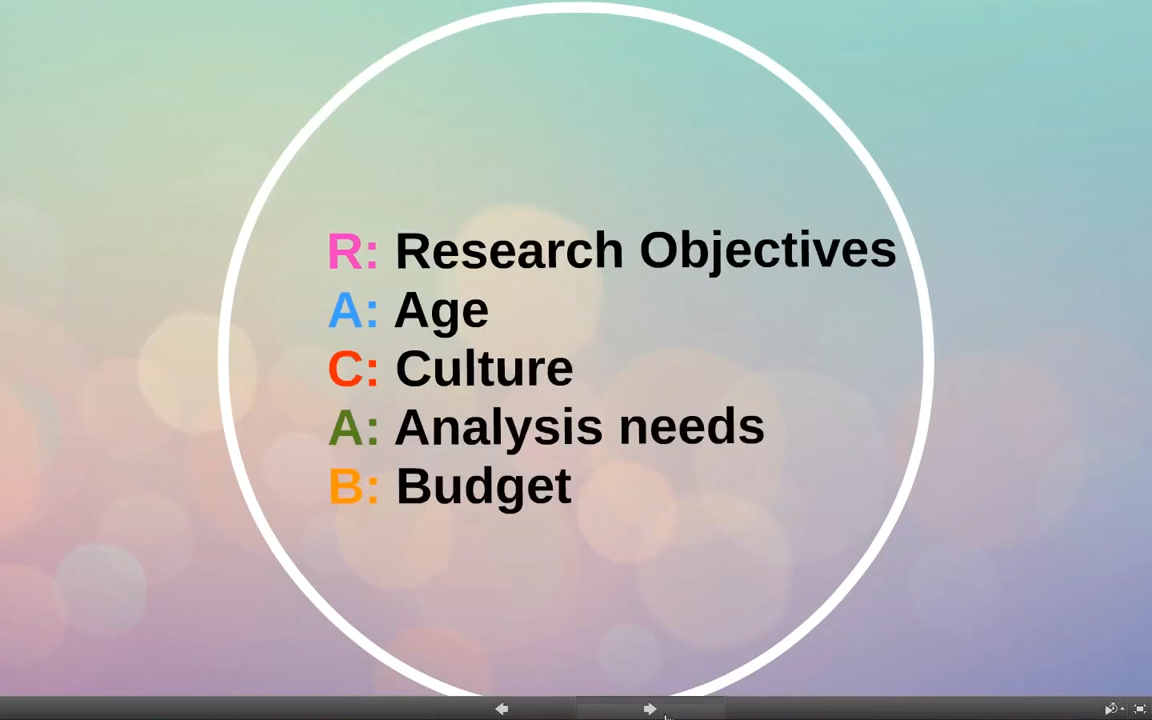 R: Research Objectives
A: Age
C: Culture
A: Analysis needs
B: Budget